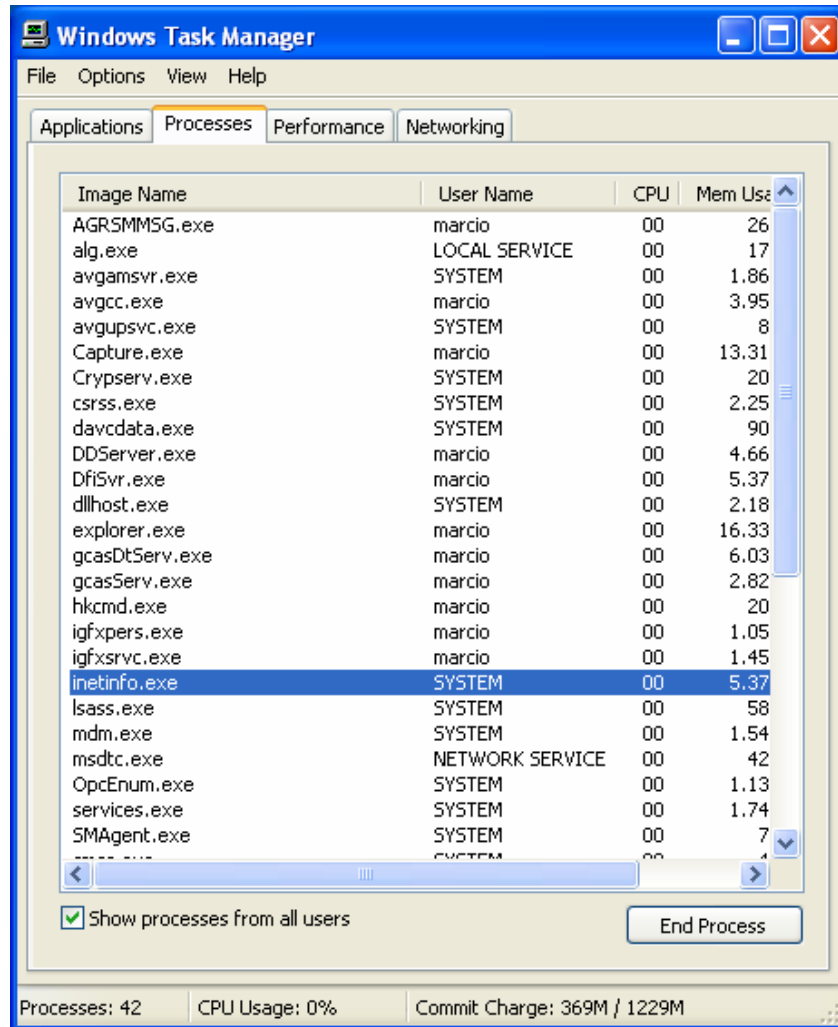 Windows Task Manager
File Options View Help
Applications Processes Performance Networking
Image Name User Name CPU Mem Usa
AGRSMMSG.exe marcio 00 26
alg.exe LOCAL SERVICE 00 17
avgamsvr.exe SYSTEM 00 1.86
avgcc.exe marcio 00 3.95
avgupsvc.exe SYSTEM 00 8
Capture.exe marcio 00 13.31
Crypserv.exe SYSTEM 00 20
csrss.exe SYSTEM 00 2.25
davcdata.exe SYSTEM 00 90
DDServer.exe marcio 00 4.66
DfiSvr.exe marcio 00 5.37
dllhost.exe SYSTEM 00 2.18
explorer.exe marcio 00 16.33
gcasDtServ.exe marcio 00 6.03
gcasServ.exe marcio 00 2.82
hkcmd.exe marcio 00 20
igfxpers.exe marcio 00 1.05
igfxsrvc.exe marcio 00 1.45
inetinfo.exe SYSTEM 00 5.37
lsass.exe SYSTEM 00 58
mdm.exe SYSTEM 00 1.54
msdtc.exe NETWORK SERVICE 00 42
OpcEnum.exe SYSTEM 00 1.13
services.exe SYSTEM 00 1.74
SMAgent.exe SYSTEM 00 7
Show processes from all users
End Process
Processes: 42 CPU Usage: 0% Commit Charge: 369M / 1229M